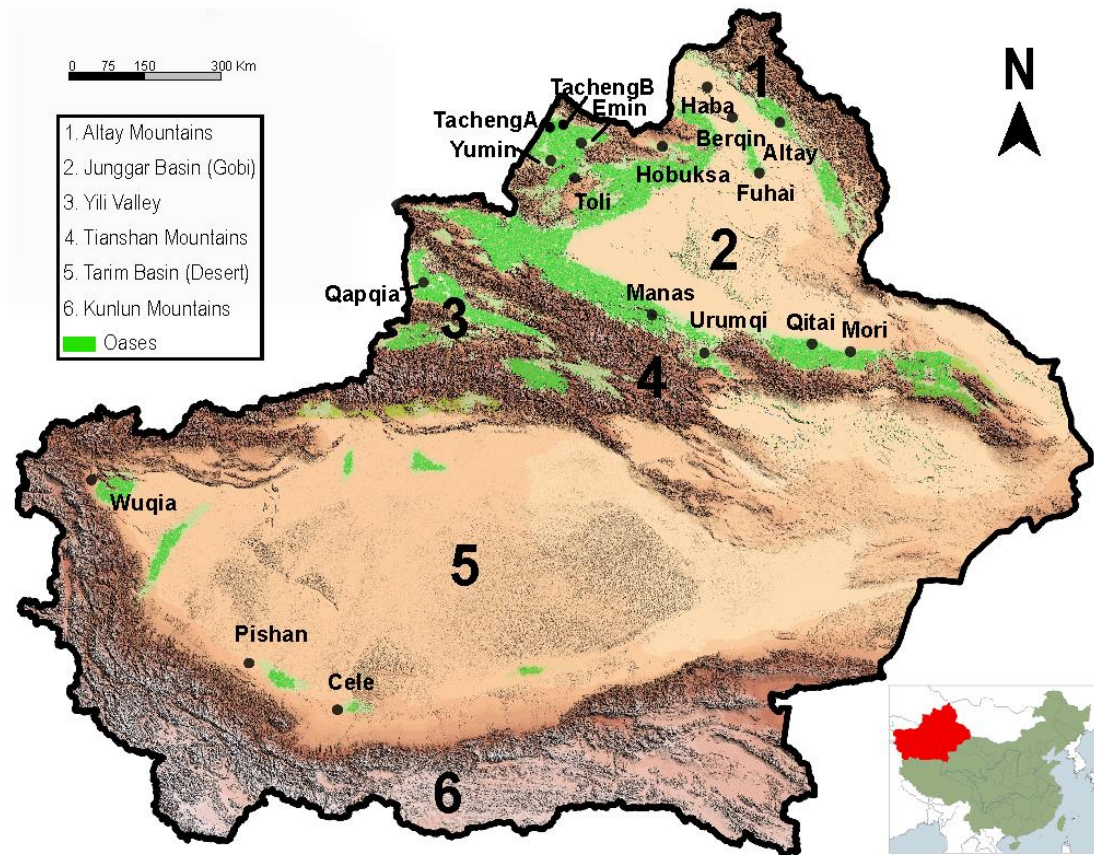 0 75 150 300 Km
N
1. Altay Mountains
2. Junggar Basin (Gobi)
3. Yili Valley
4. Tianshan Mountains
5. Tarim Basin (Desert)
6. Kunlun Mountains
Oases
1
TachengB
Emin
TachengA
Yumin
Haba
Berqin
Altay
Hobuksa
Fuhai
Toli
2
Qapqia
3
Manas
Urumqi
Qitai
Mori
4
Wuqia
5
Pishan
Cele
6